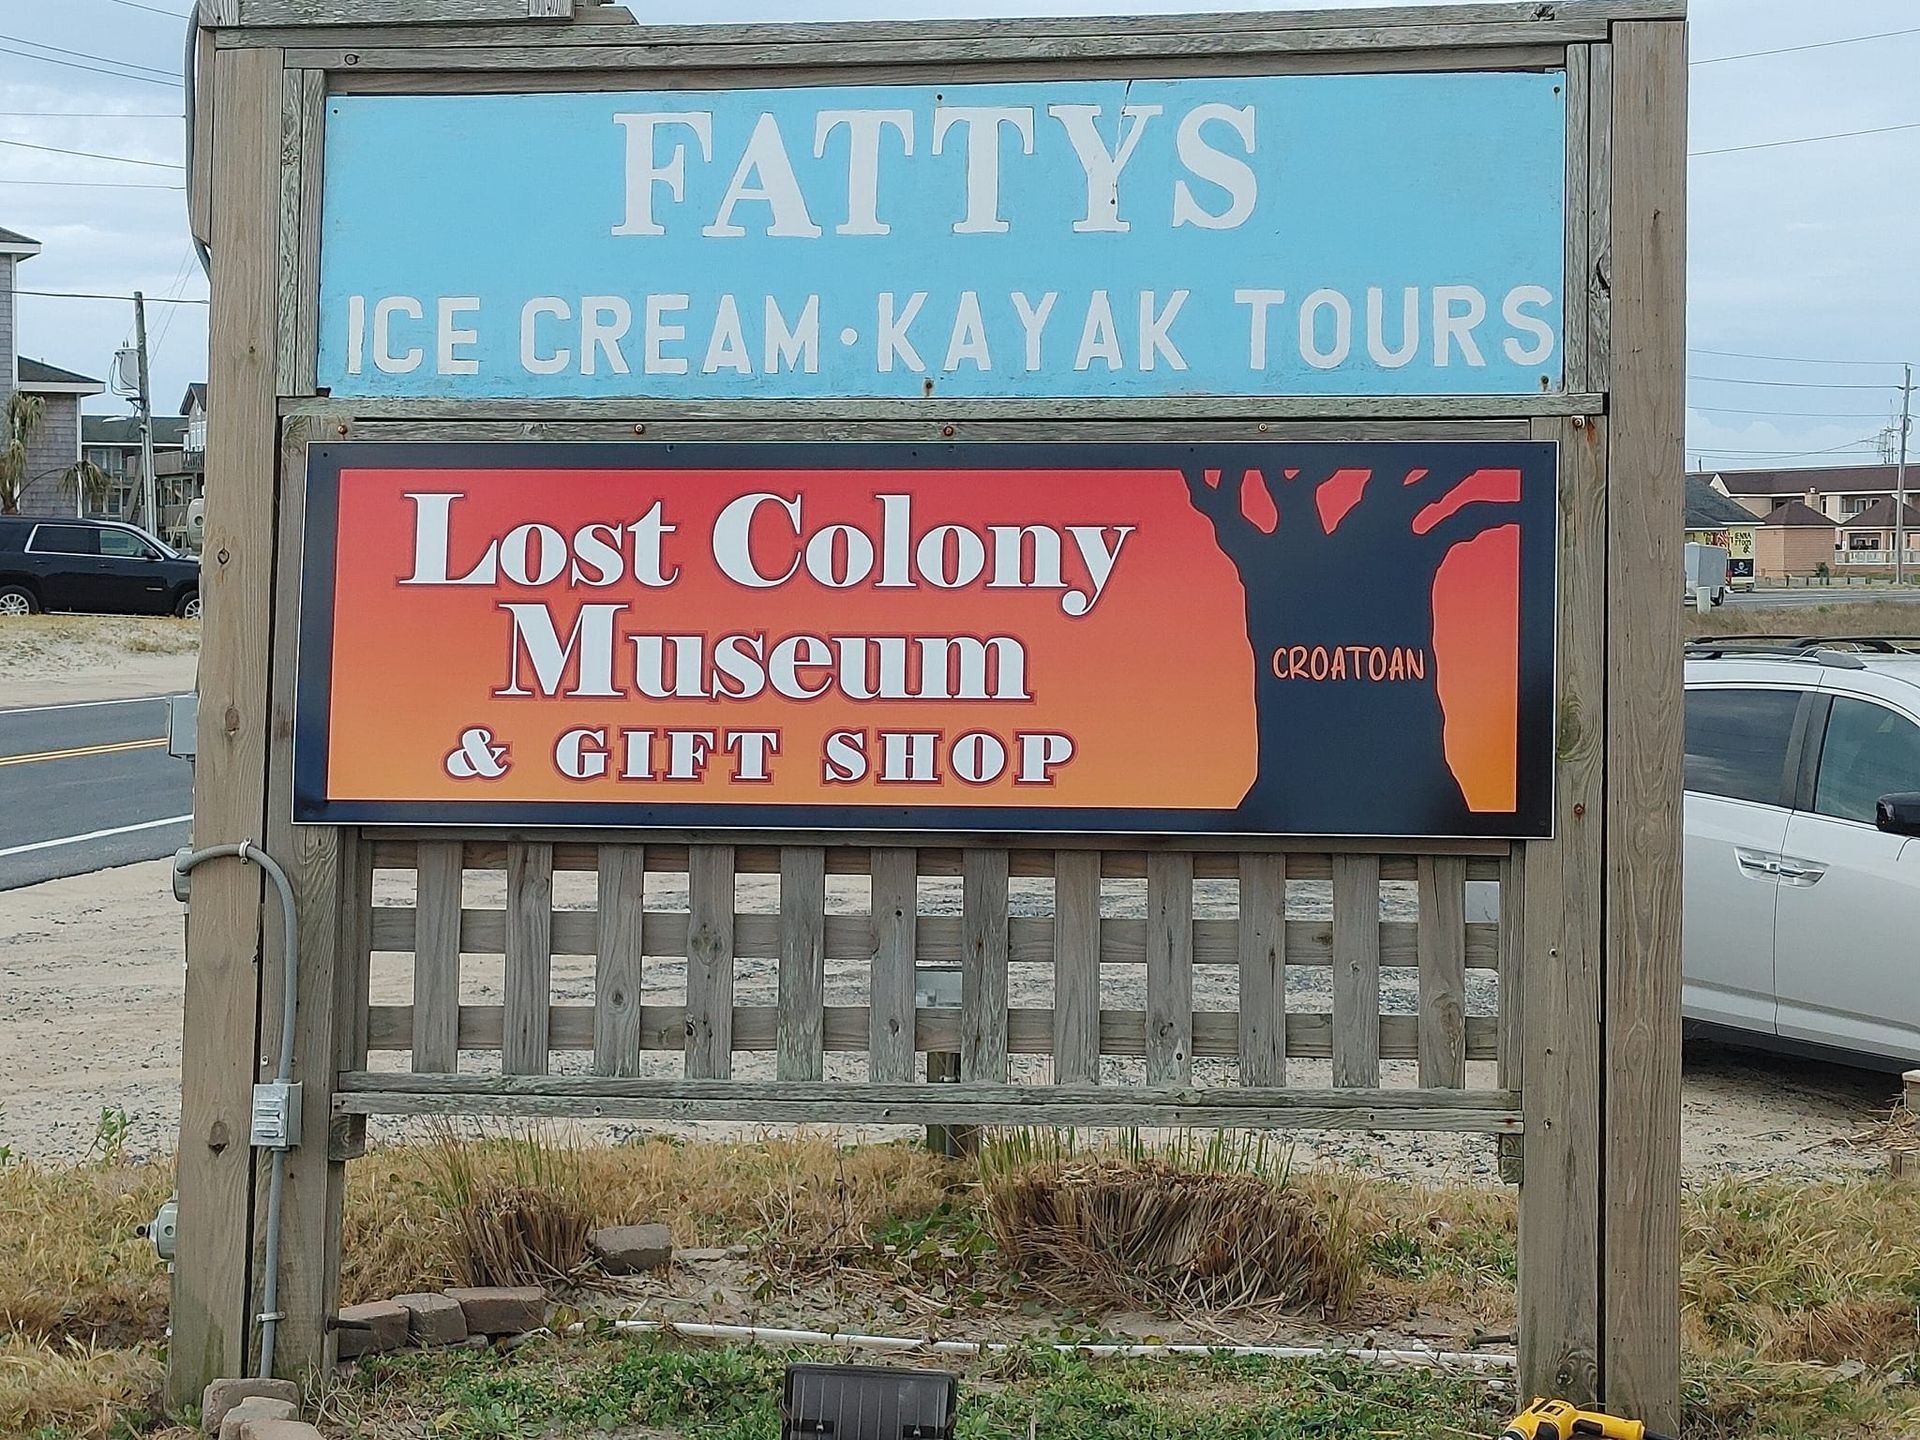 FATTYS
ICE CREAM·KAYAK TOURS
Lost Colony
Museum
& GIFT SHOP
CROATOAN